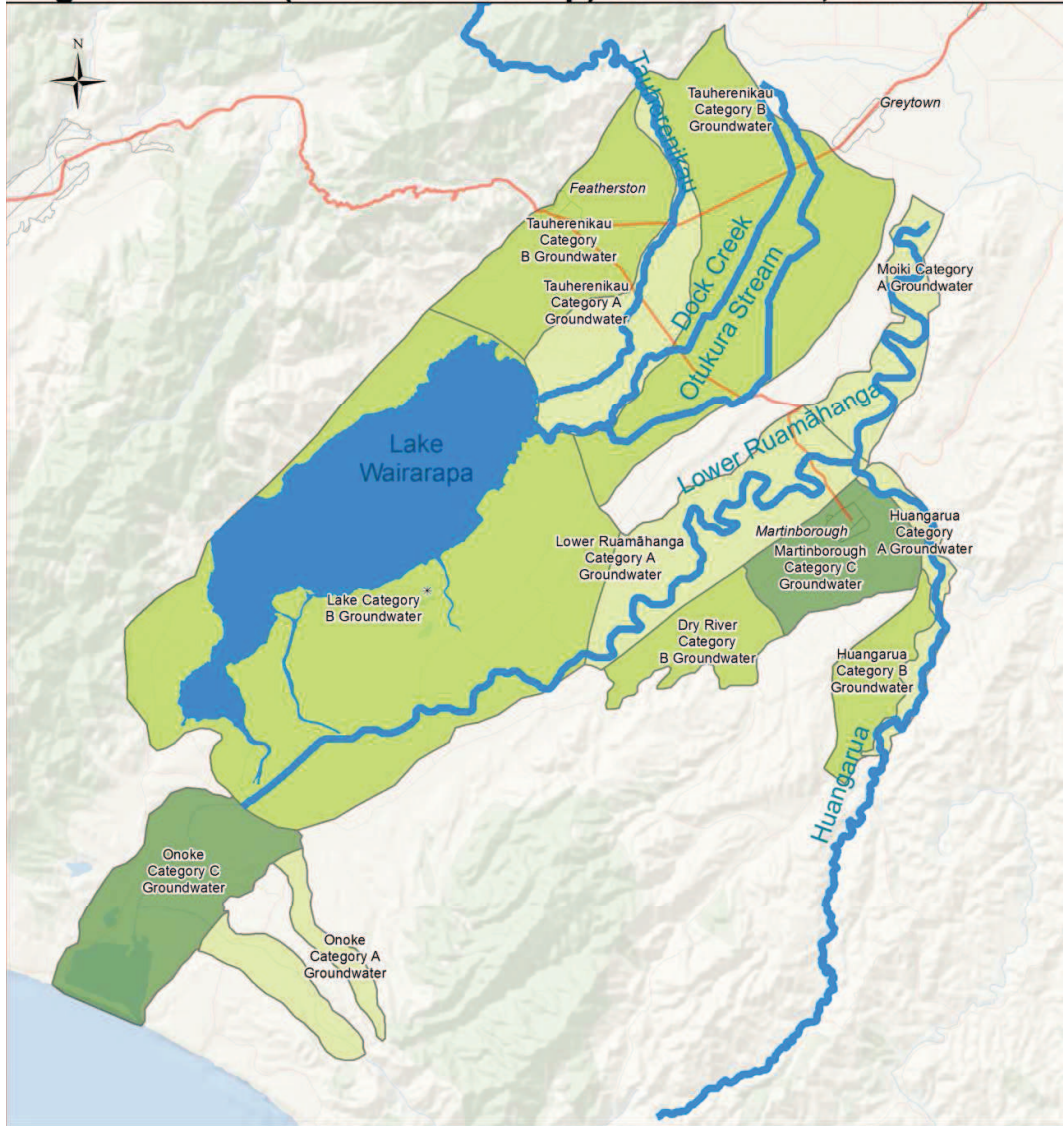 N
Tauherenikau
Tauherenikau
Category B
Groundwater
Greytown
Featherston
Tauherenikau
Category
B Groundwater
Moiki Category
A Groundwater
Tauherenikau
Category A
Groundwater
Dock Creek
Otukura Stream
Lower Ruamāhanga
Lake
Wairarapa
Lower Ruamāhanga
Category A
Groundwater
Martinborough
Martinborough
Category C
Groundwater
Huangarua
Category
A Groundwater
Lake Category
B Groundwater
Dry River
Category
B Groundwater
Huangarua
Category B
Groundwater
Huangarua
Onoke
Category C
Groundwater
Onoke
Category A
Groundwater